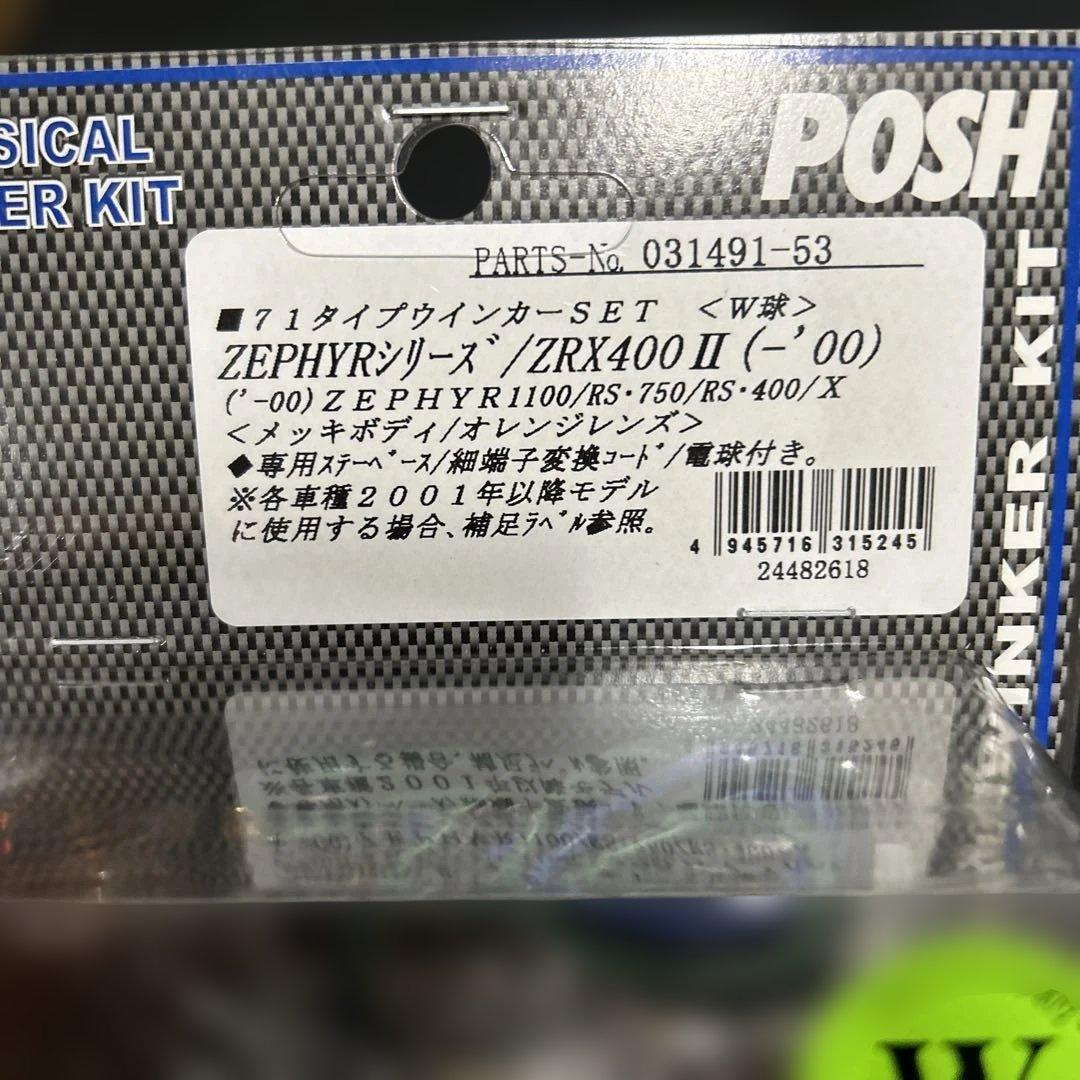 SICAL
ER KIT
POSH
PARTS-No. 031491-53
■71タイプウインカーSET <W球>
ZEPHYRシリーズ/ZRX400Ⅱ(-'00)
('-00)ZEPHYR1100/RS・750/RS・400/X
<メッキボディ/オレンジレンズ>
◆専用ステーベース/細端子変換コード/電球付き。
※各車種2001年以降モデル
に使用する場合、補足ラベル参照。
4 945716 315245
24482618
INKER KIT
W